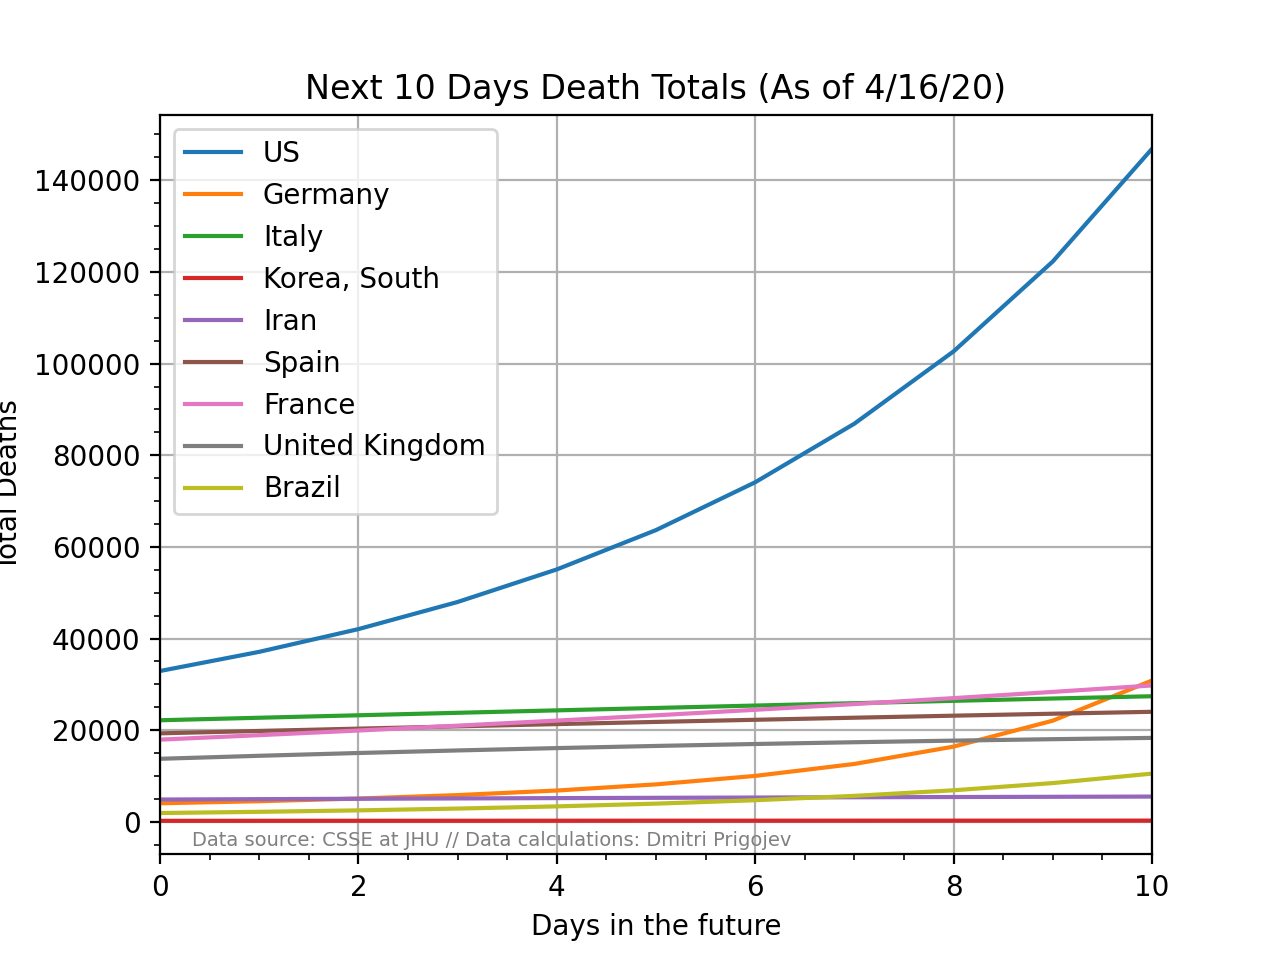 Next 10 Days Death Totals (As of 4/16/20)
US
Germany
Italy
Korea, South
Iran
Spain
France
United Kingdom
Brazil
140000
120000
100000
80000
60000
40000
20000
0
Total Deaths
Data source: CSSE at JHU // Data calculations: Dmitri Prigojev
0 2 4 6 8 10
Days in the future